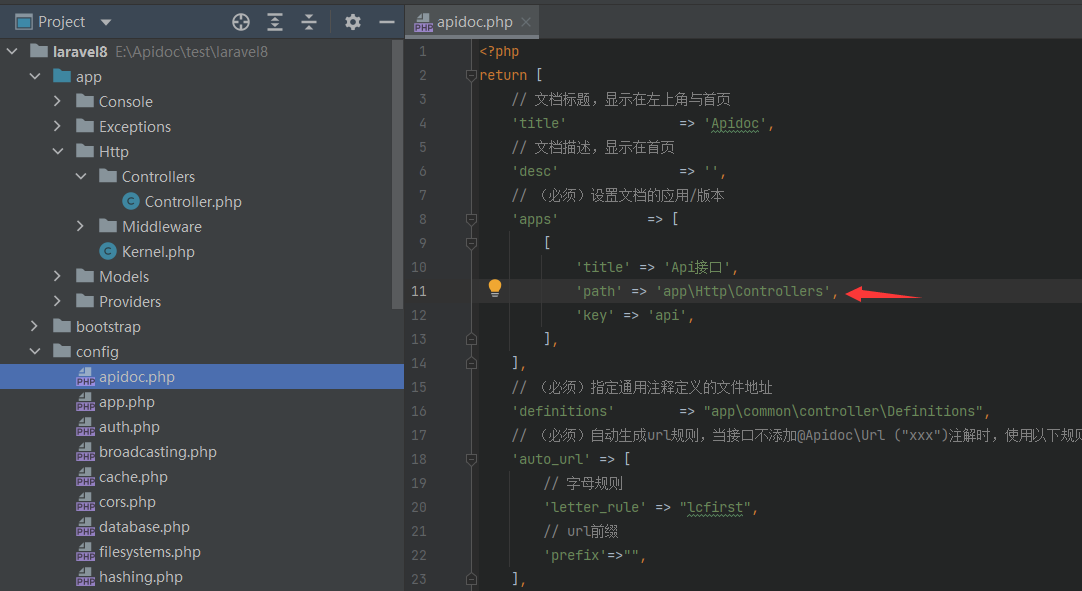 Project
laravel8 E:\Apidoc\test\laravel8
app
Console
Exceptions
Http
Controllers
Controller.php
Middleware
Kernel.php
Models
Providers
bootstrap
config
apidoc.php
app.php
auth.php
broadcasting.php
cache.php
cors.php
database.php
filesystems.php
hashing.php
apidoc.php
1 <?php
2 return [
3 // 文档标题，显示在左上角与首页
4 'title' => 'Apidoc',
5 // 文档描述，显示在首页
6 'desc' => '',
7 // （必须）设置文档的应用/版本
8 'apps' => [
9 [
10 'title' => 'Api接口',
11 'path' => 'app\Http\Controllers',
12 'key' => 'api',
13 ],
14 ],
15 // （必须）指定通用注释定义的文件地址
16 'definitions' => "app\common\controller\Definitions",
17 // （必须）自动生成url规则，当接口不添加@Apidoc\Url ("xxx")注解时，使用以下规则
18 'auto_url' => [
19 // 字母规则
20 'letter_rule' => "lcfirst",
21 // url前缀
22 'prefix'=>"",
23 ],